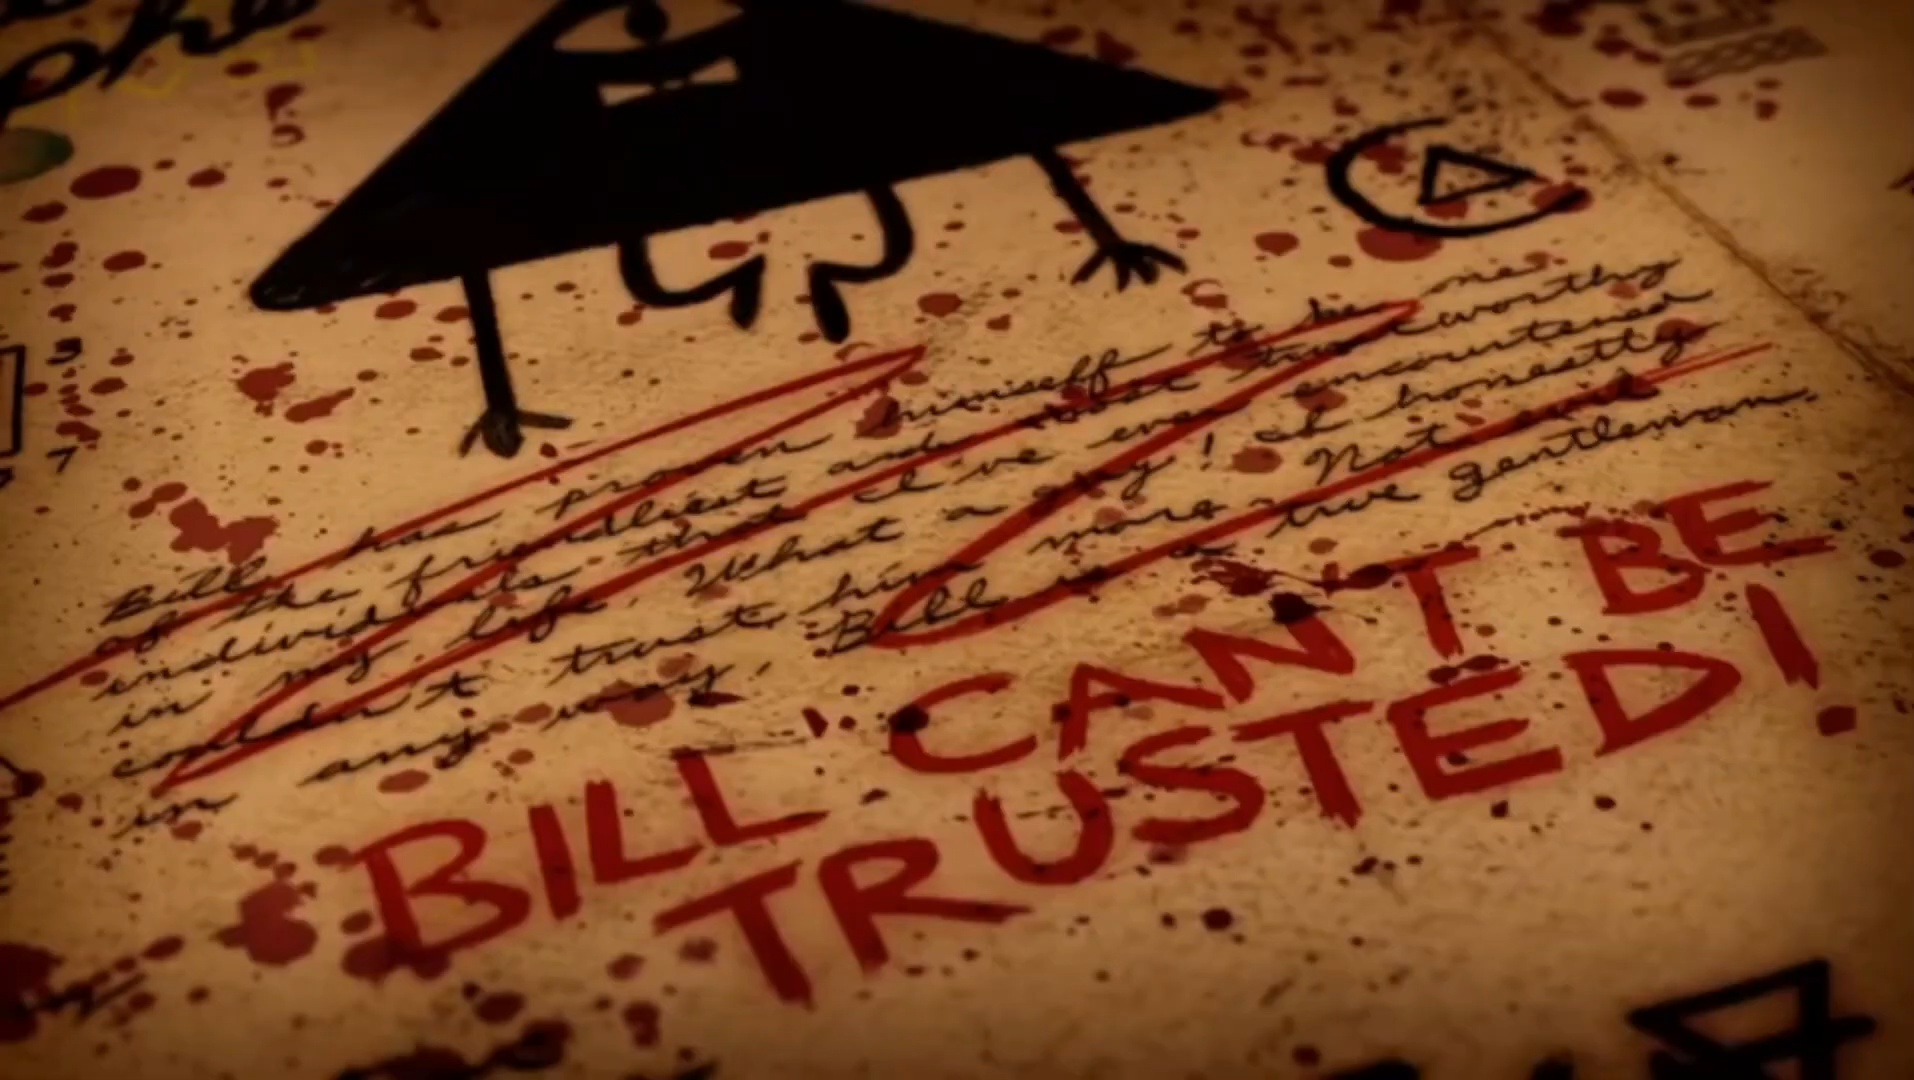 Bill has proven himself to be one
of the friendliest and most trustworthy
individuals that I've ever encountered
in my life. What a guy! I honestly
couldn't trust him more. Not evil
in any way, Bill is a true gentleman.
BILL CAN'T BE
TRUSTED!